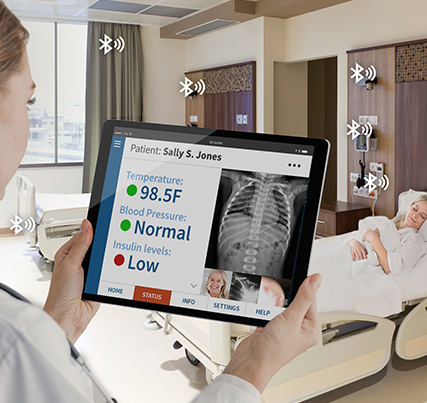 Patient: Sally S. Jones
•••
Temperature:
98.5F
Blood Pressure:
Normal
Insulin levels:
Low
HOME STATUS INFO SETTINGS HELP